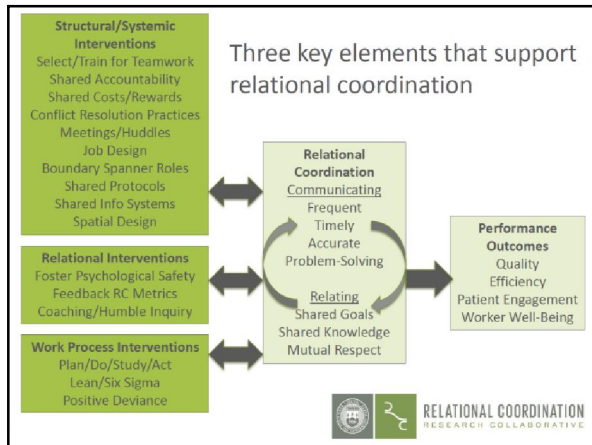 Three key elements that support
relational coordination
Structural/Systemic
Interventions
Select/Train for Teamwork
Shared Accountability
Shared Costs/Rewards
Conflict Resolution Practices
Meetings/Huddles
Job Design
Boundary Spanner Roles
Shared Protocols
Shared Info Systems
Spatial Design
Relational Interventions
Foster Psychological Safety
Feedback RC Metrics
Coaching/Humble Inquiry
Work Process Interventions
Plan/Do/Study/Act
Lean/Six Sigma
Positive Deviance
Relational
Coordination
Communicating
Frequent
Timely
Accurate
Problem-Solving
Relating
Shared Goals
Shared Knowledge
Mutual Respect
Performance
Outcomes
Quality
Efficiency
Patient Engagement
Worker Well-Being
RELATIONAL COORDINATION
RESEARCH COLLABORATIVE